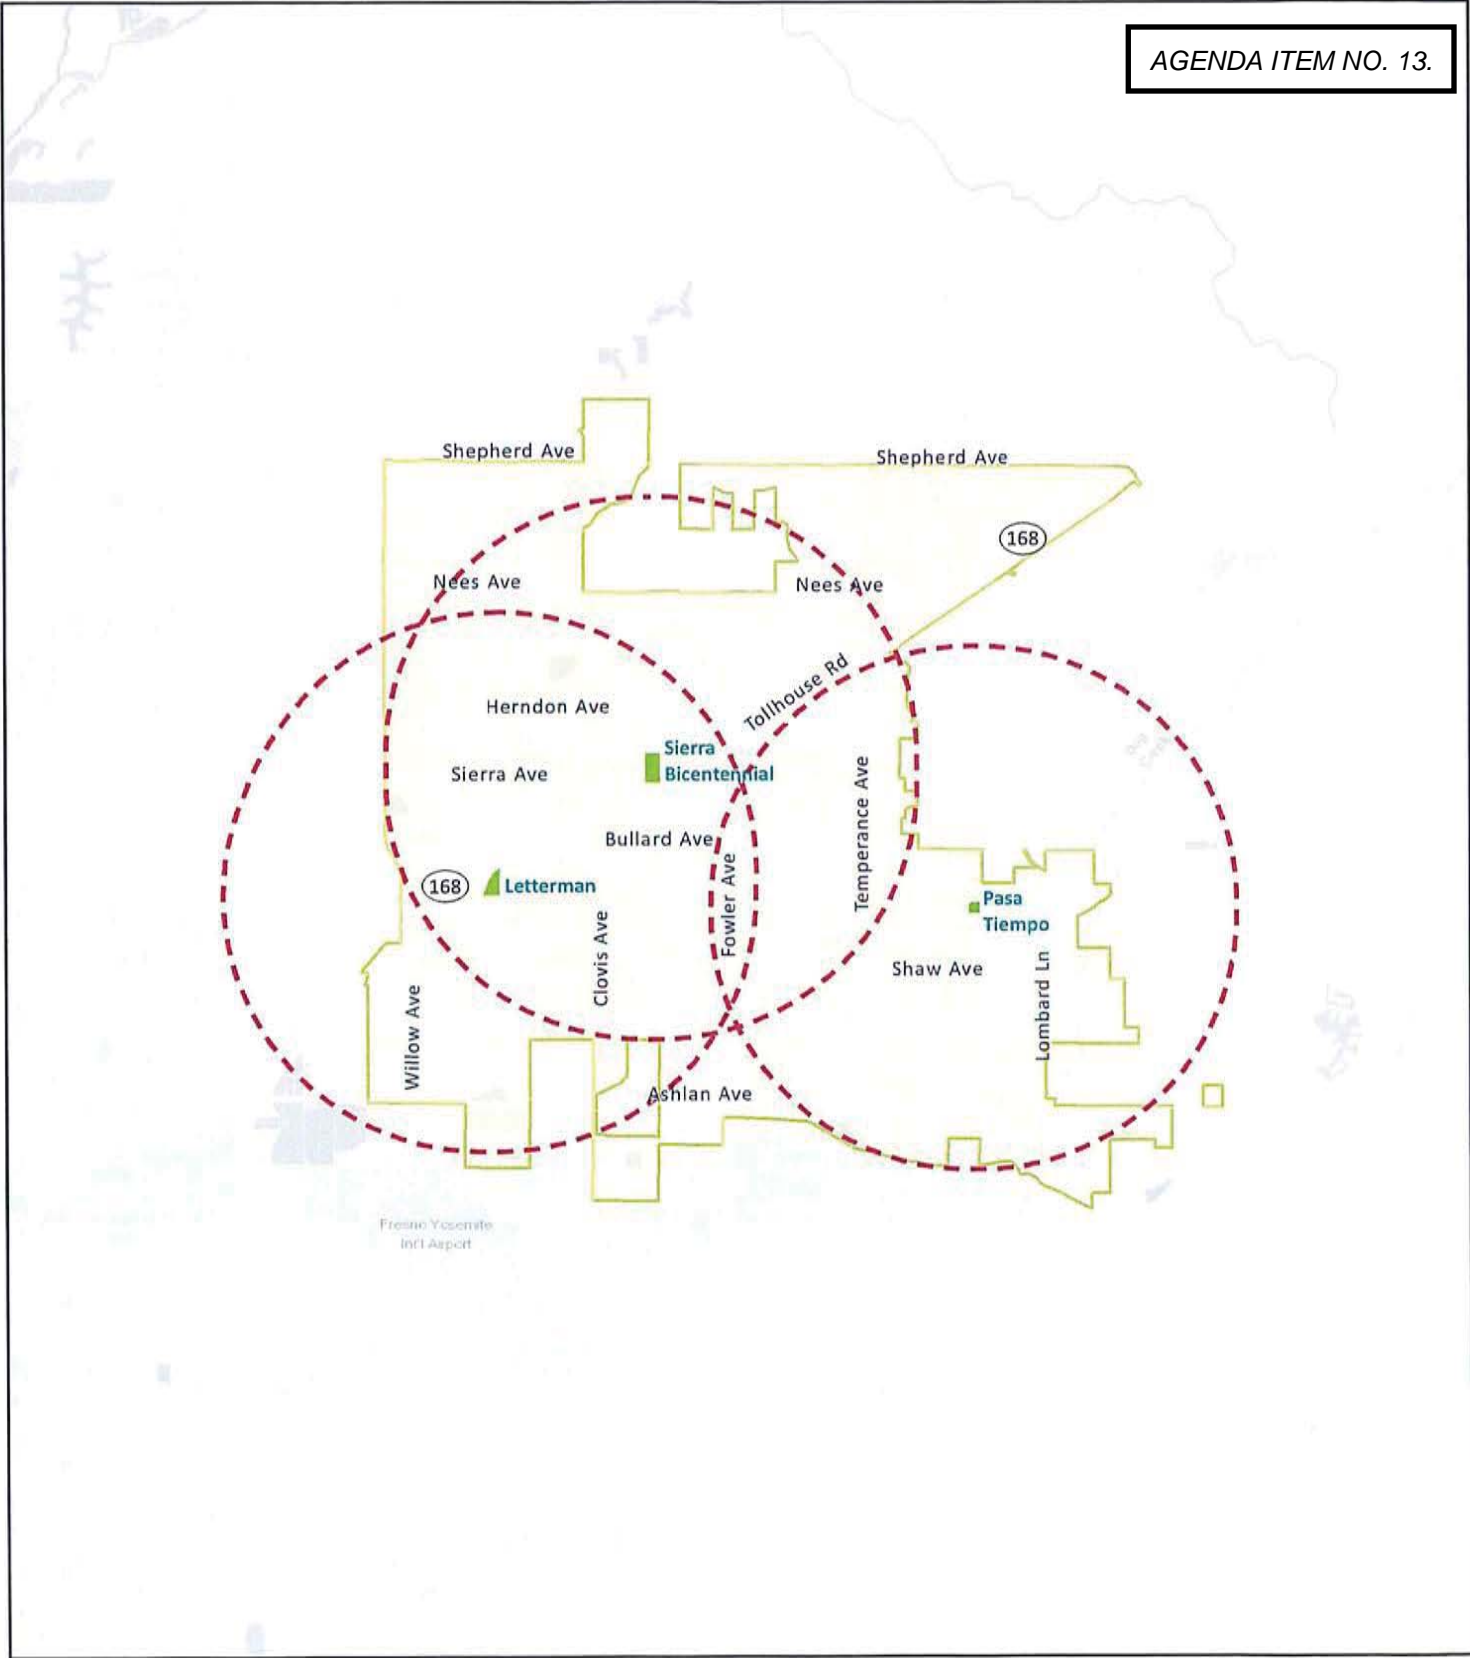 AGENDA ITEM NO. 13.
Shepherd Ave
Shepherd Ave
168
Nees Ave
Nees Ave
Tollhouse Rd
Herndon Ave
Sierra
Bicentennial
Sierra Ave
Temperance Ave
Bullard Ave
Fowler Ave
168
Letterman
Pasa
Tiempo
Clovis Ave
Shaw Ave
Lombard Ln
Willow Ave
Ashlan Ave
Fresno Yosemite
Int'l Airport